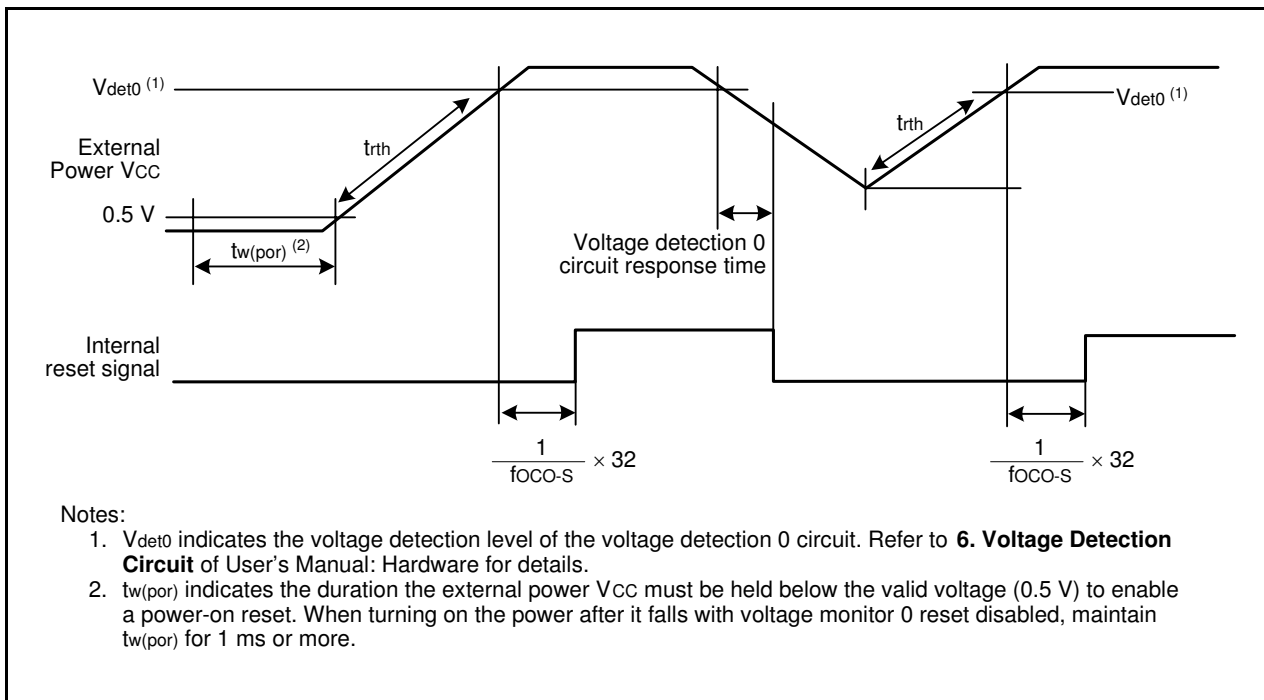 Vdet0 (1)
trth
trth
Vdet0 (1)
External
Power VCC
0.5 V
tw(por) (2)
Voltage detection 0
circuit response time
Internal
reset signal
1
fOCO-S
× 32
1
fOCO-S
× 32
Notes:
1. Vdet0 indicates the voltage detection level of the voltage detection 0 circuit. Refer to 6. Voltage Detection
Circuit of User's Manual: Hardware for details.
2. tw(por) indicates the duration the external power VCC must be held below the valid voltage (0.5 V) to enable
a power-on reset. When turning on the power after it falls with voltage monitor 0 reset disabled, maintain
tw(por) for 1 ms or more.